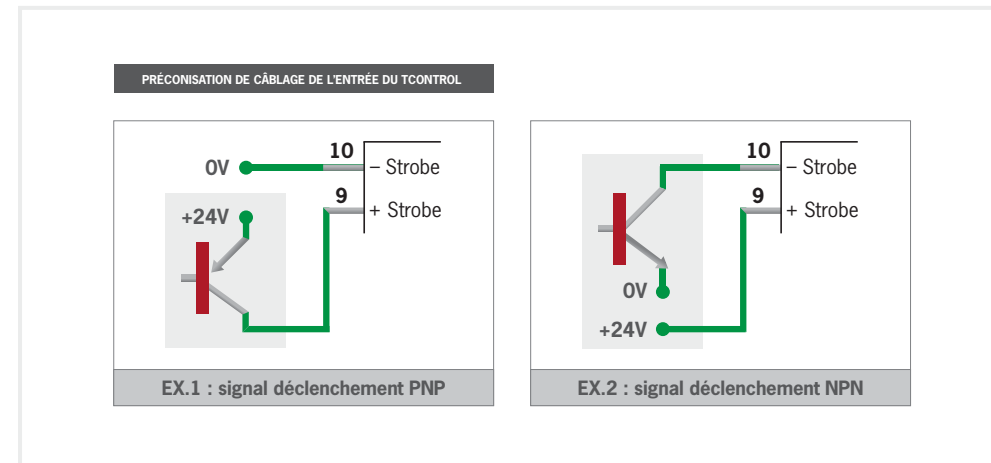 PRÉCONISATION DE CÂBLAGE DE L'ENTRÉE DU TCONTROL
10
0V
– Strobe
9
+24V
+ Strobe
EX.1 : signal déclenchement PNP
10
– Strobe
9
+ Strobe
0V
+24V
EX.2 : signal déclenchement NPN